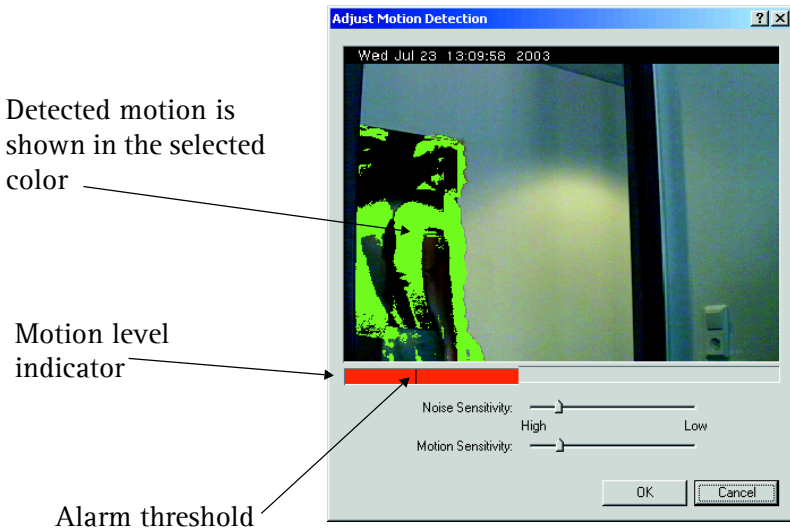 Adjust Motion Detection
Wed Jul 23 13:09:58 2003
Detected motion is
shown in the selected
color
Motion level
indicator
Noise Sensitivity:
High Low
Motion Sensitivity:
OK Cancel
Alarm threshold